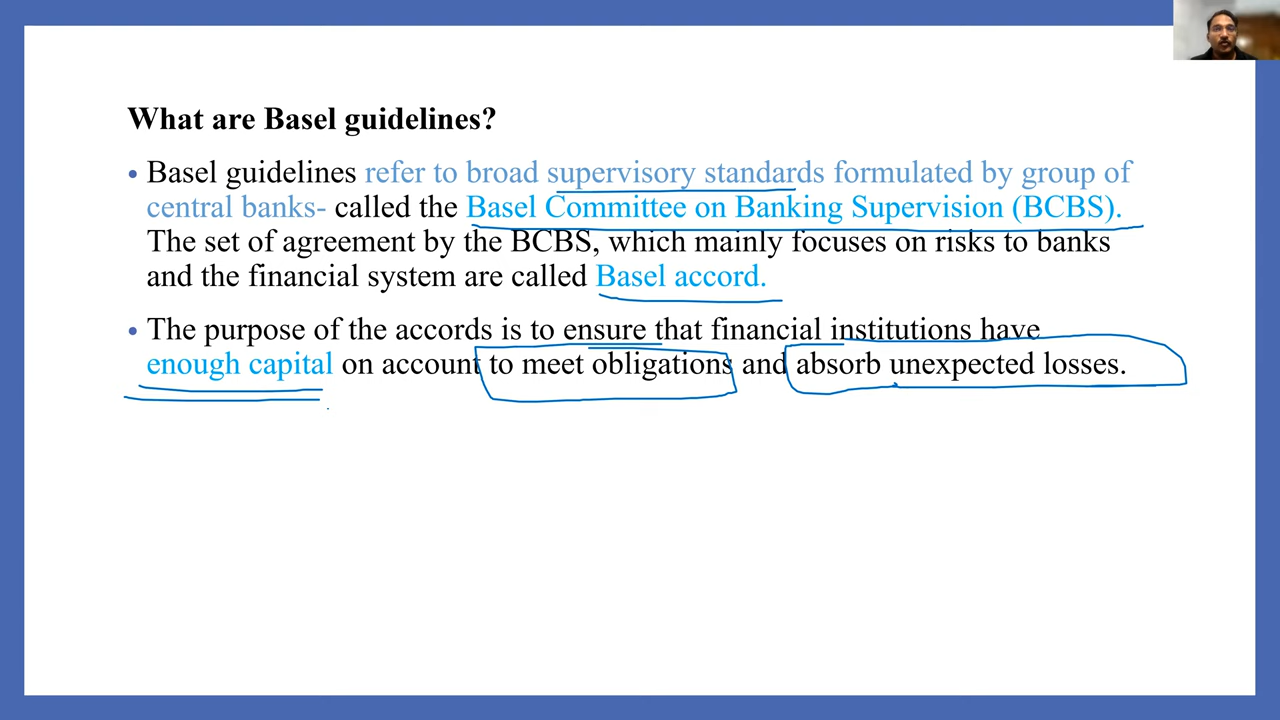 What are Basel guidelines?
• Basel guidelines refer to broad supervisory standards formulated by group of
central banks- called the Basel Committee on Banking Supervision (BCBS).
The set of agreement by the BCBS, which mainly focuses on risks to banks
and the financial system are called Basel accord.
• The purpose of the accords is to ensure that financial institutions have
enough capital on account to meet obligations and absorb unexpected losses.